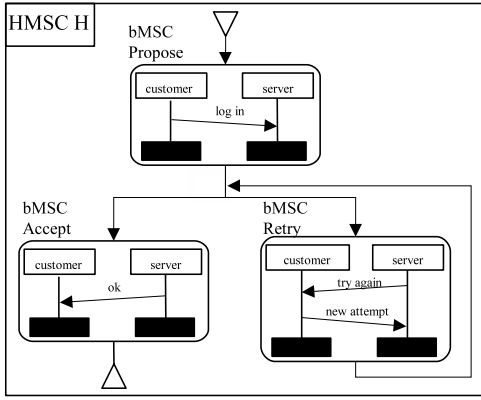 HMSC H
bMSC
Propose
customer
server
log in
bMSC
Accept
customer
server
ok
bMSC
Retry
customer
server
try again
new attempt